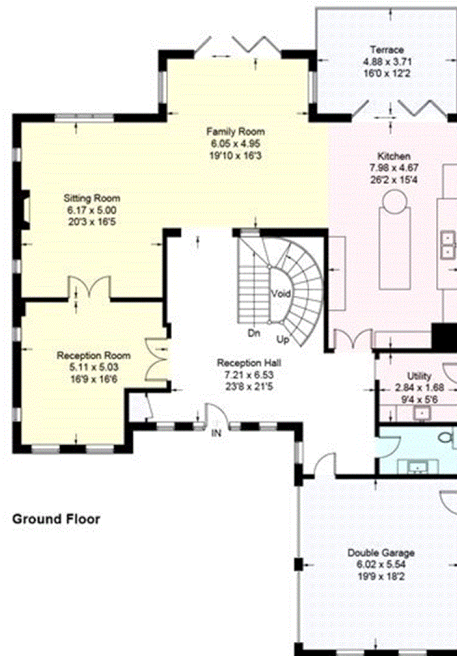 Terrace
4.88 x 3.71
16'0 x 12'2
Family Room
6.05 x 4.95
19'10 x 16'3
Kitchen
7.98 x 4.67
26'2 x 15'4
Sitting Room
6.17 x 5.00
20'3 x 16'5
Void
Dn
Up
Reception Room
5.11 x 5.03
16'9 x 16'6
Reception Hall
7.21 x 6.53
23'8 x 21'5
Utility
2.84 x 1.68
9'4 x 5'6
IN
Ground Floor
Double Garage
6.02 x 5.54
19'9 x 18'2